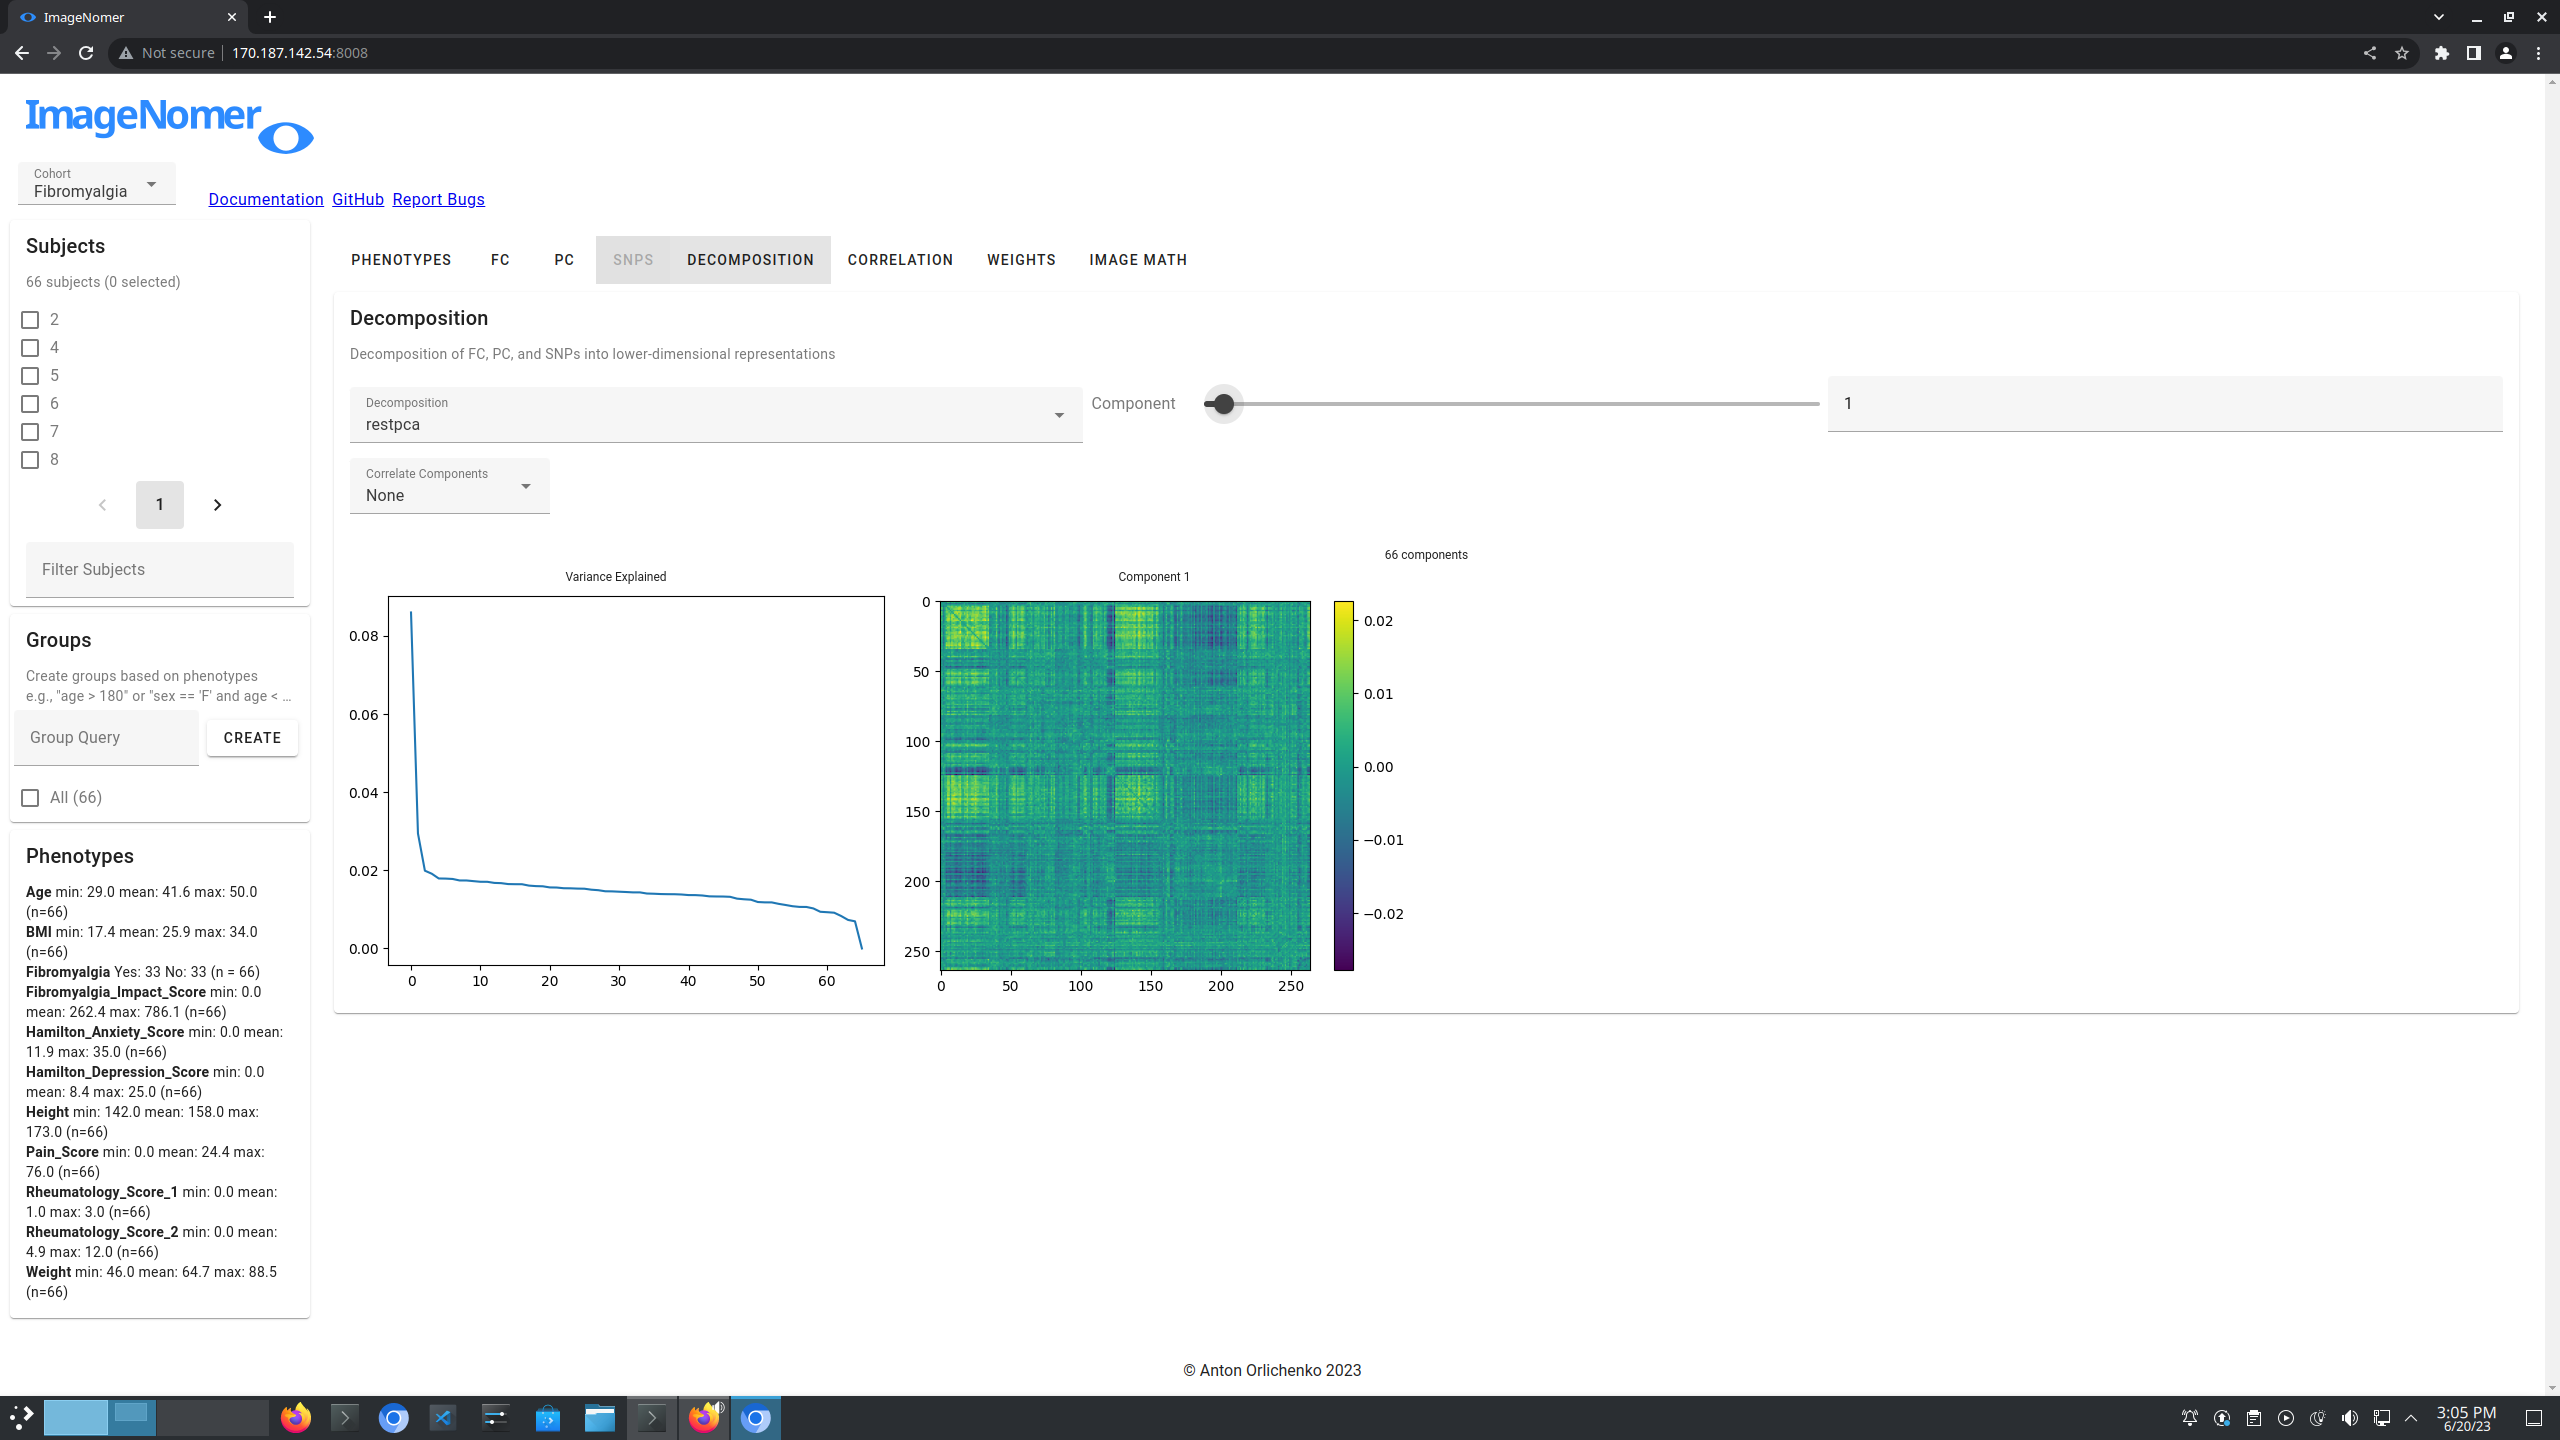 ImageNomer
Not secure 170.187.142.54:8008
ImageNomer
Cohort
Fibromyalgia
Documentation GitHub Report Bugs
Subjects
66 subjects (0 selected)
2
4
5
6
7
8
1
Filter Subjects
Groups
Create groups based on phenotypes
e.g., "age > 180" or "sex == 'F' and age < …
Group Query
CREATE
All (66)
Phenotypes
Age min: 29.0 mean: 41.6 max: 50.0
(n=66)
BMI min: 17.4 mean: 25.9 max: 34.0
(n=66)
Fibromyalgia Yes: 33 No: 33 (n = 66)
Fibromyalgia_Impact_Score min: 0.0
mean: 262.4 max: 786.1 (n=66)
Hamilton_Anxiety_Score min: 0.0 mean:
11.9 max: 35.0 (n=66)
Hamilton_Depression_Score min: 0.0
mean: 8.4 max: 25.0 (n=66)
Height min: 142.0 mean: 158.0 max:
173.0 (n=66)
Pain_Score min: 0.0 mean: 24.4 max:
76.0 (n=66)
Rheumatology_Score_1 min: 0.0 mean:
1.0 max: 3.0 (n=66)
Rheumatology_Score_2 min: 0.0 mean:
4.9 max: 12.0 (n=66)
Weight min: 46.0 mean: 64.7 max: 88.5
(n=66)
PHENOTYPES FC PC SNPS DECOMPOSITION CORRELATION WEIGHTS IMAGE MATH
Decomposition
Decomposition of FC, PC, and SNPs into lower-dimensional representations
Decomposition
restpca
Component
1
Correlate Components
None
66 components
Variance Explained
0.08
0.06
0.04
0.02
0.00
0 10 20 30 40 50 60
Component 1
0
50
100
150
200
250
0 50 100 150 200 250
0.02
0.01
0.00
−0.01
−0.02
© Anton Orlichenko 2023
3:05 PM
6/20/23